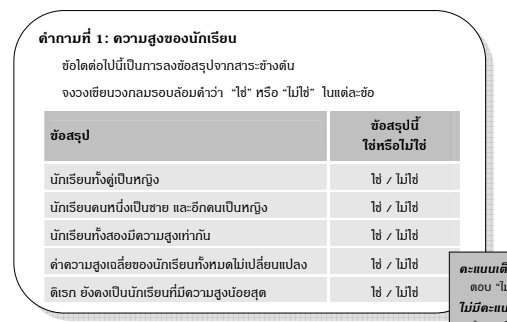 คำถามที่ 1: ความสูงของนักเรียน
ข้อใดต่อไปนี้เป็นการลงข้อสรุปจากสาระข้างต้น
จงวงเขียนวงกลมรอบล้อมคำว่า "ใช่" หรือ "ไม่ใช่" ในแต่ละข้อ
ข้อสรุป
ข้อสรุปนี้
ใช่หรือไม่ใช่
นักเรียนทั้งคู่เป็นหญิง ใช่ / ไม่ใช่
นักเรียนคนหนึ่งเป็นชาย และอีกคนเป็นหญิง ใช่ / ไม่ใช่
นักเรียนทั้งสองมีความสูงเท่ากัน ใช่ / ไม่ใช่
ค่าความสูงเฉลี่ยของนักเรียนทั้งหมดไม่เปลี่ยนแปลง ใช่ / ไม่ใช่
ดิเรก ยังคงเป็นนักเรียนที่มีความสูงน้อยสุด ใช่ / ไม่ใช่
คะแนนเต็
ตอบ "ไม่
ไม่มีคะแน